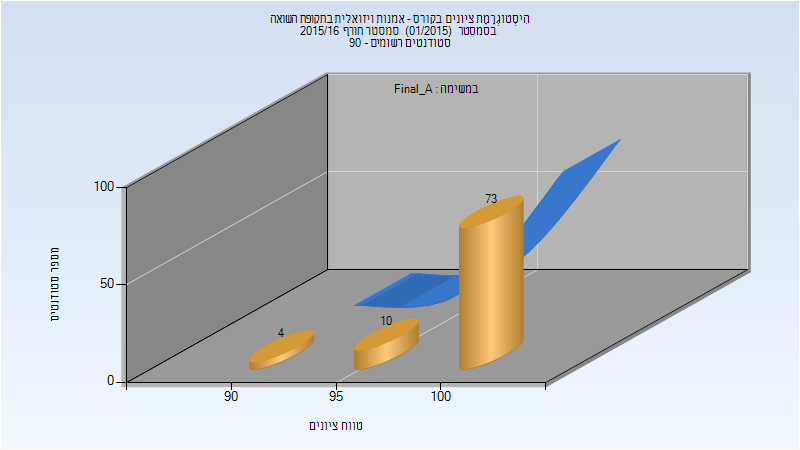 היסטוגרמת ציונים בקורס - אמנות ויזואלית בתקופת השואה
בסמסטר (01/2015) סמסטר חורף 2015/16
סטודנטים רשומים - 90
במשימה : Final_A
מספר סטודנטים
100
50
0
73
10
4
90
95
100
טווח ציונים